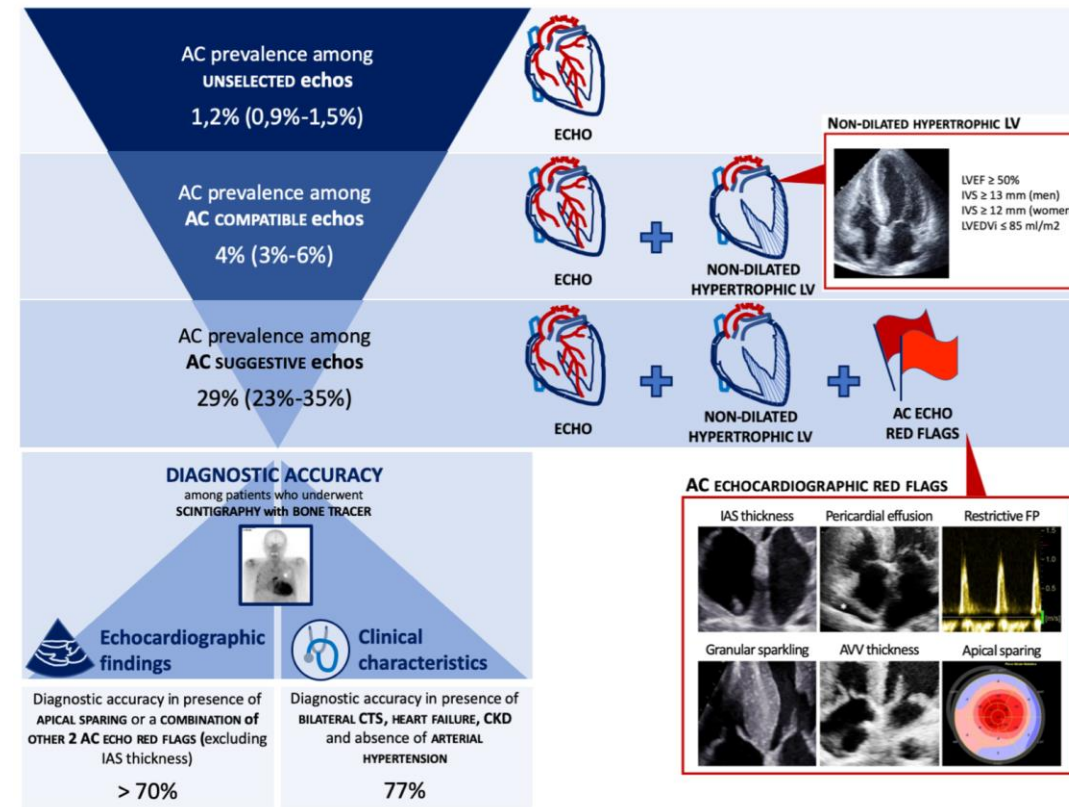 AC prevalence among
UNSELECTED echos
1,2% (0,9%-1,5%)
ECHO
NON-DILATED HYPERTROPHIC LV
LVEF ≥ 50%
IVS ≥ 13 mm (men)
IVS ≥ 12 mm (women
LVEDVi ≤ 85 ml/m2
AC prevalence among
AC COMPATIBLE echos
4% (3%-6%)
ECHO
NON-DILATED
HYPERTROPHIC LV
AC prevalence among
AC SUGGESTIVE echos
29% (23%-35%)
ECHO
NON-DILATED
HYPERTROPHIC LV
AC ECHO
RED FLAGS
DIAGNOSTIC ACCURACY
among patients who underwent
SCINTIGRAPHY with BONE TRACER
Echocardiographic
findings
Diagnostic accuracy in presence of
APICAL SPARING or a COMBINATION of
OTHER 2 AC ECHO RED FLAGS (excluding
IAS thickness)
> 70%
Clinical
characteristics
Diagnostic accuracy in presence of
BILATERAL CTS, HEART FAILURE, CKD
and absence of ARTERIAL
HYPERTENSION
77%
AC ECHOCARDIOGRAPHIC RED FLAGS
IAS thickness
Pericardial effusion
Restrictive FP
1.5
1.0
0.5
[m/s]
Granular sparkling
AVV thickness
Apical sparing